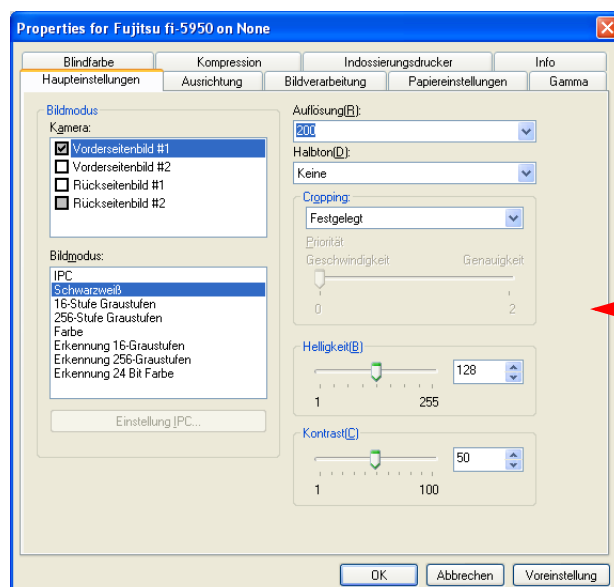 Properties for Fujitsu fi-5950 on None
Blindfarbe
Kompression
Indossierungsdrucker
Info
Haupteinstellungen
Ausrichtung
Bildverarbeitung
Papiereinstellungen
Gamma
Bildmodus
Kamera:
Vorderseitenbild #1
Vorderseitenbild #2
Rückseitenbild #1
Rückseitenbild #2
Bildmodus:
IPC
Schwarzweiß
16-Stufe Graustufen
256-Stufe Graustufen
Farbe
Erkennung 16-Graustufen
Erkennung 256-Graustufen
Erkennung 24 Bit Farbe
Einstellung IPC...
Auflösung(R):
200
Halbton(D):
Keine
Cropping:
Festgelegt
Priorität
Geschwindigkeit Genauigkeit
0 2
Helligkeit(B)
128
1 255
Kontrast(C)
50
1 100
OK
Abbrechen
Voreinstellung